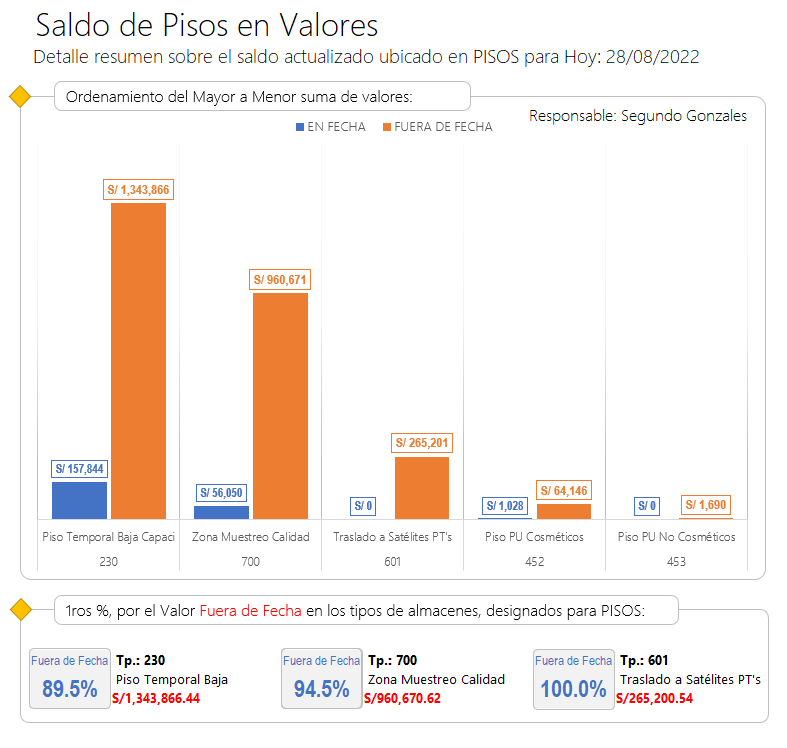 Saldo de Pisos en Valores
Detalle resumen sobre el saldo actualizado ubicado en PISOS para Hoy: 28/08/2022
Ordenamiento del Mayor a Menor suma de valores:
Responsable: Segundo Gonzales
EN FECHA FUERA DE FECHA
S/ 1,343,866
S/ 960,671
S/ 265,201
S/ 157,844
S/ 56,050
S/ 0
S/ 1,028
S/ 64,146
S/ 0
S/ 1,690
Piso Temporal Baja Capaci Zona Muestreo Calidad Traslado a Satélites PT's Piso PU Cosméticos Piso PU No Cosméticos
230 700 601 452 453
1ros %, por el Valor Fuera de Fecha en los tipos de almacenes, designados para PISOS:
Fuera de Fecha
89.5%
Tp.: 230
Piso Temporal Baja
S/1,343,866.44
Fuera de Fecha
94.5%
Tp.: 700
Zona Muestreo Calidad
S/960,670.62
Fuera de Fecha
100.0%
Tp.: 601
Traslado a Satélites PT's
S/265,200.54